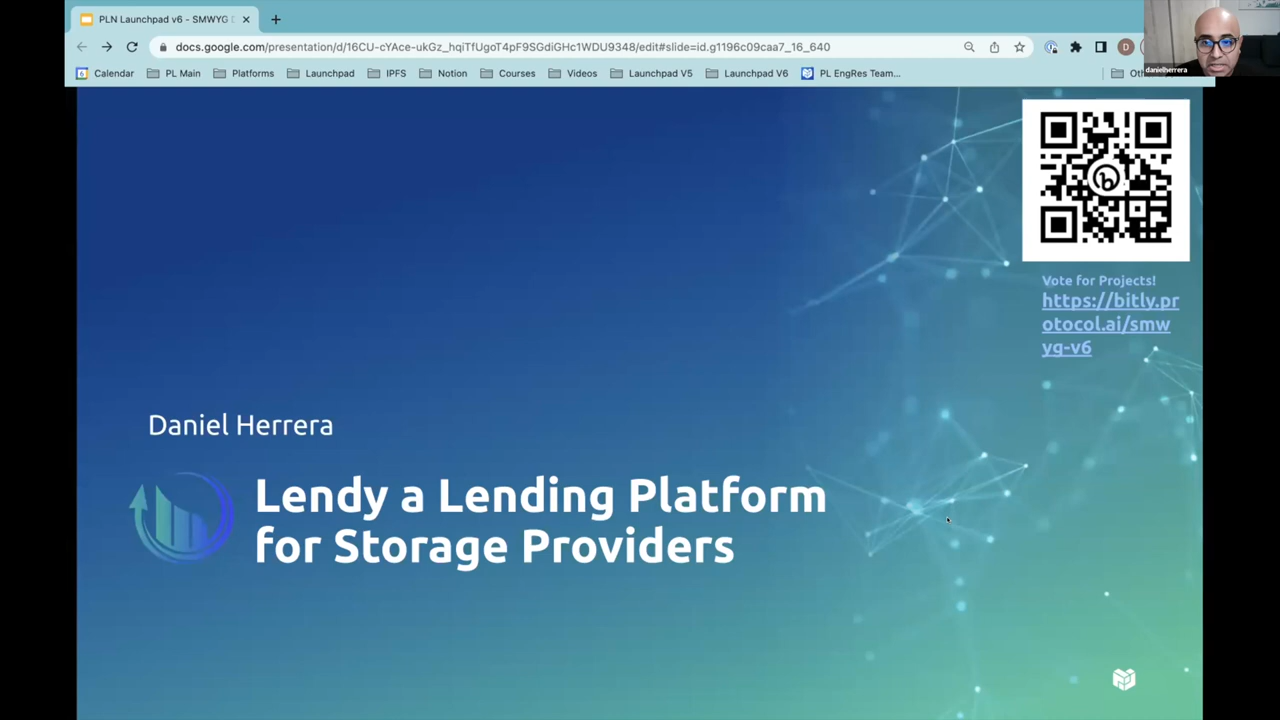 PLN Launchpad v6 - SMWYG
docs.google.com/presentation/d/16CU-cYAce-ukGz_hqiTfUgoT4pF9SGdiGHc1WDU9348/edit#slide=id.g1196c09caa7_16_640
D
Calendar PL Main Platforms Launchpad IPFS Notion Courses Videos Launchpad V5 Launchpad V6 PL EngRes Team...
danielherrera
Vote for Projects!
https://bitly.pr
otocol.ai/smw
yg-v6
Daniel Herrera
Lendy a Lending Platform
for Storage Providers